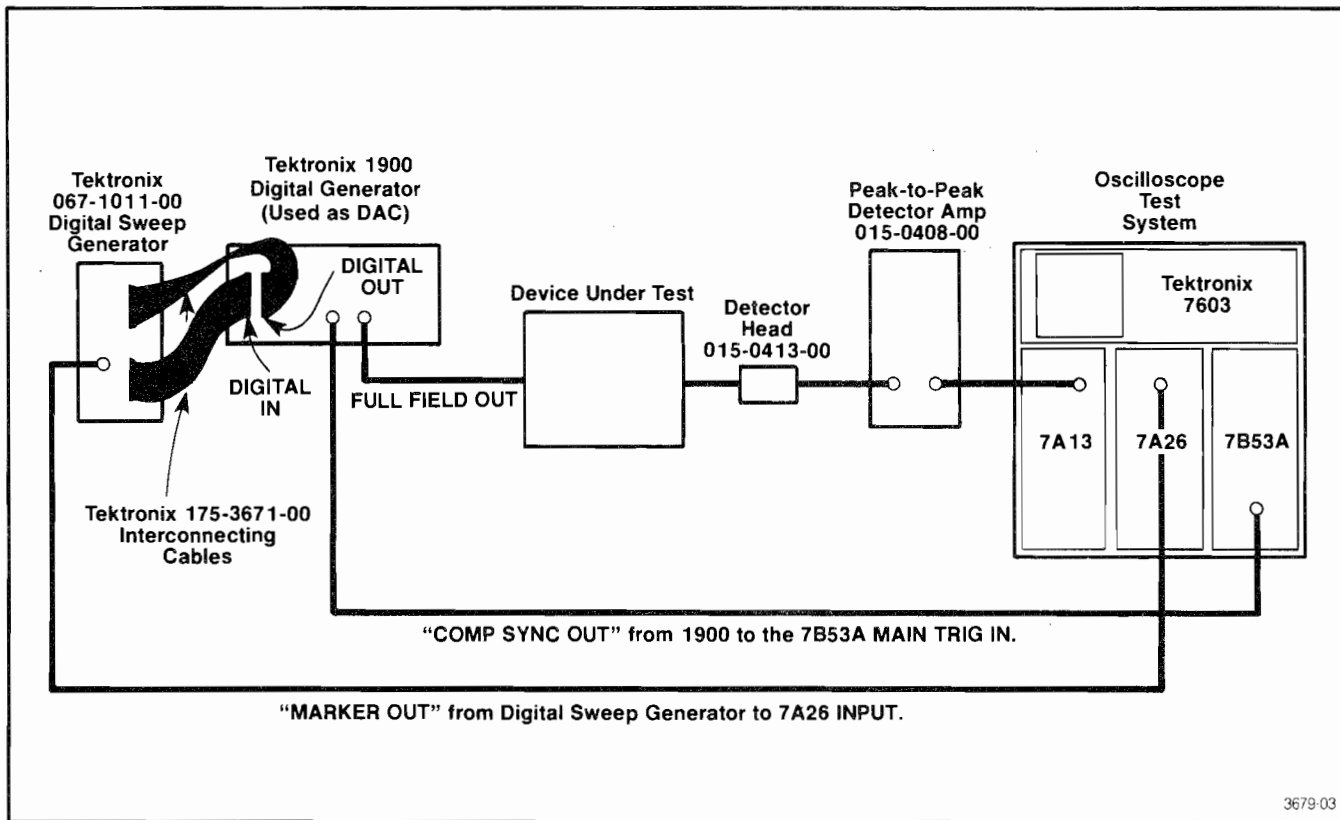 Tektronix
067-1011-00
Digital Sweep
Generator
Tektronix 1900
Digital Generator
(Used as DAC)
DIGITAL
OUT
DIGITAL
IN
FULL FIELD OUT
Device Under Test
Detector
Head
015-0413-00
Peak-to-Peak
Detector Amp
015-0408-00
Oscilloscope
Test
System
Tektronix
7603
7A13
7A26
7B53A
Tektronix 175-3671-00
Interconnecting
Cables
"COMP SYNC OUT" from 1900 to the 7B53A MAIN TRIG IN.
"MARKER OUT" from Digital Sweep Generator to 7A26 INPUT.
3679-03